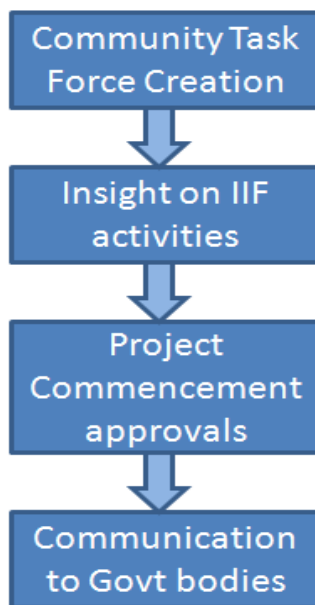 Community Task
Force Creation
Insight on IIF
activities
Project
Commencement
approvals
Communication
to Govt bodies